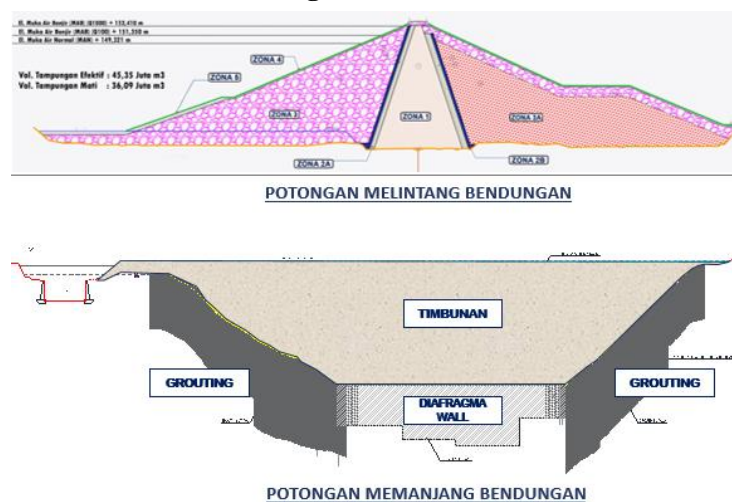 El. Muka Air Banjir (MAB) (Q1000) = 152,410 m
El. Muka Air Banjir (MAB) (Q100) = 151,350 m
El. Muka Air Normal (MAN) = 149,321 m
Vol. Tampungan Efektif : 45,35 Juta m3
Vol. Tampungan Mati : 36,09 Juta m3
ZONA 4
ZONA 5
ZONA 3
ZONA 1
ZONA 3A
ZONA 2A
ZONA 2B
POTONGAN MELINTANG BENDUNGAN
TIMBUNAN
GROUTING
DIAFRAGMA
WALL
GROUTING
POTONGAN MEMANJANG BENDUNGAN